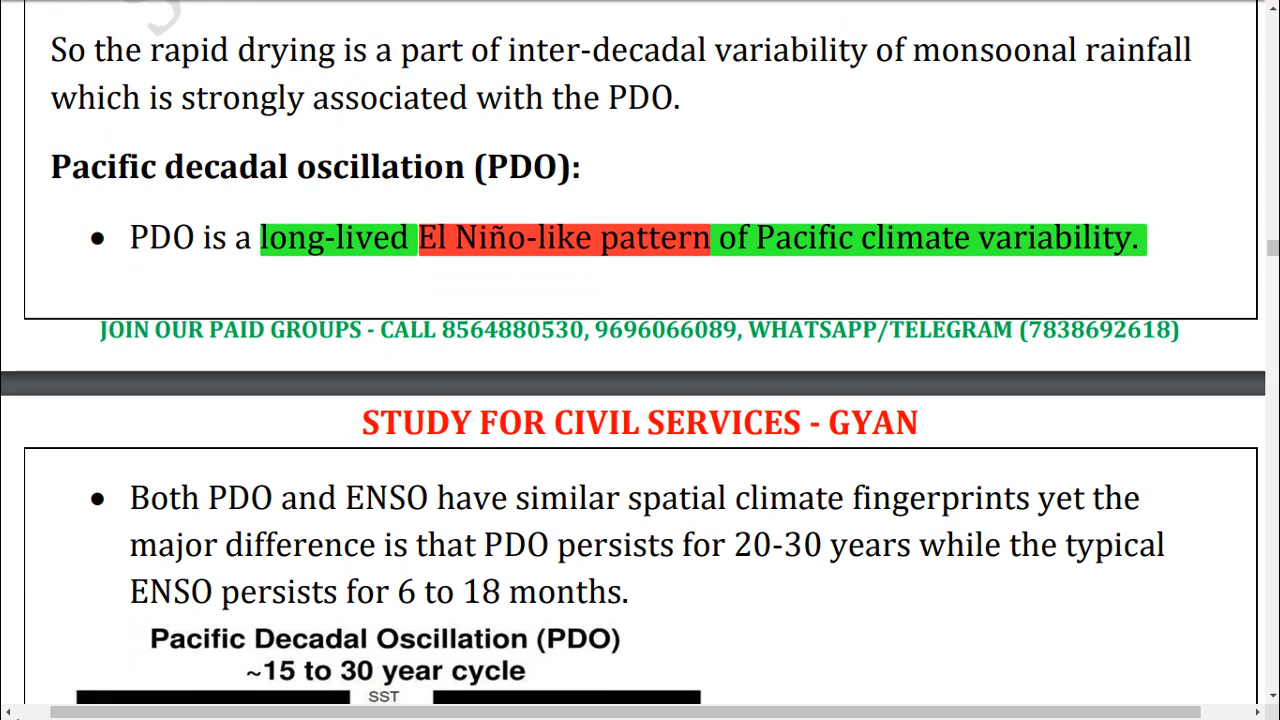 So the rapid drying is a part of inter-decadal variability of monsoonal rainfall
which is strongly associated with the PDO.
Pacific decadal oscillation (PDO):
• PDO is a long-lived El Niño-like pattern of Pacific climate variability.
JOIN OUR PAID GROUPS - CALL 8564880530, 9696066089, WHATSAPP/TELEGRAM (7838692618)
STUDY FOR CIVIL SERVICES - GYAN
• Both PDO and ENSO have similar spatial climate fingerprints yet the
major difference is that PDO persists for 20-30 years while the typical
ENSO persists for 6 to 18 months.
Pacific Decadal Oscillation (PDO)
~15 to 30 year cycle
SST